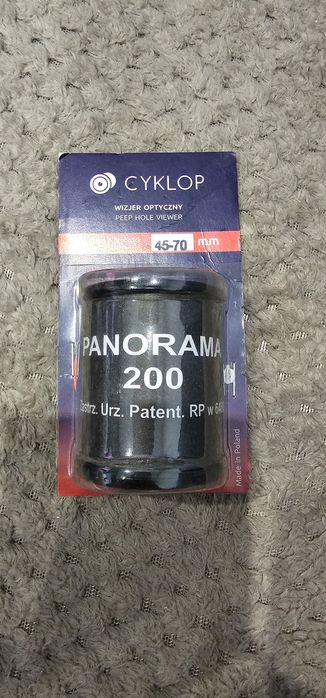 CYKLOP
WIZJER OPTYCZNY
PEEP HOLE VIEWER
45-70 mm
PANORAMA
200
Zastrz. Urz. Patent. RP w
Made in Poland